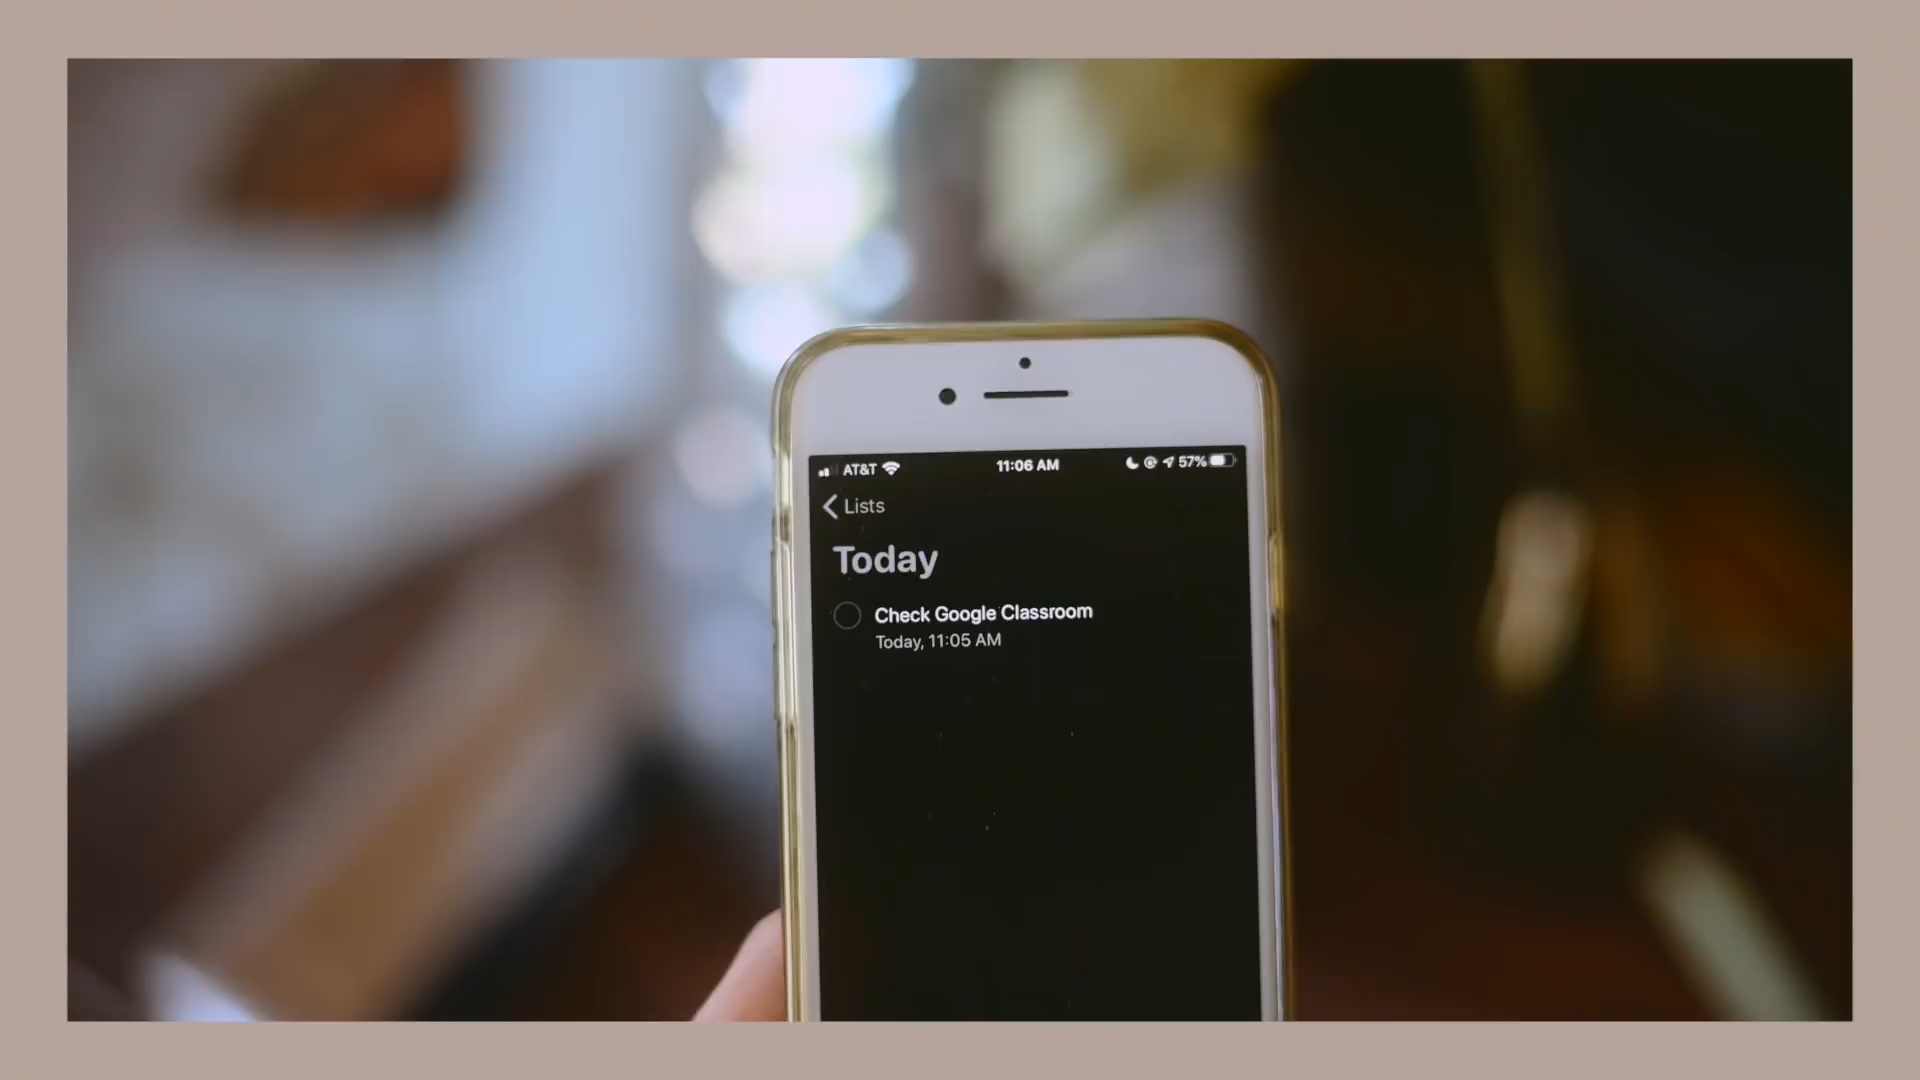 AT&T 11:06 AM 57%
Lists
Today
Check Google Classroom
Today, 11:05 AM